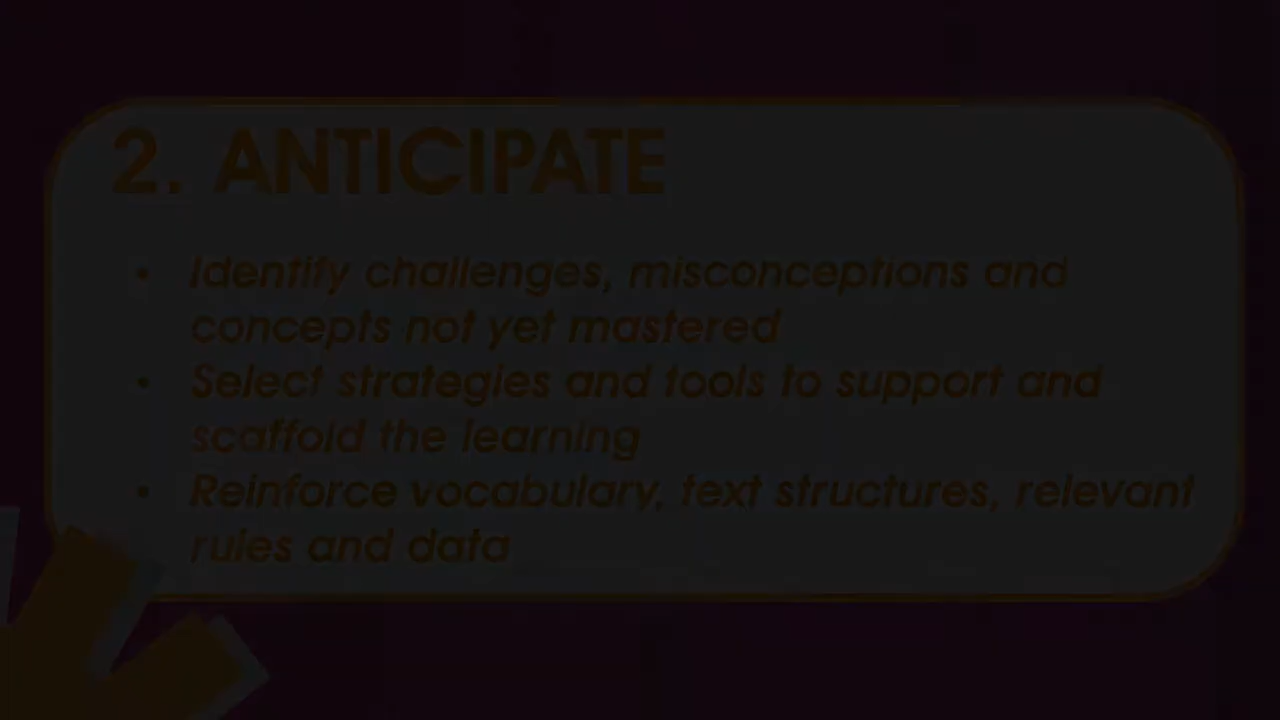 2. ANTICIPATE
• Identify challenges, misconceptions and
concepts not yet mastered
• Select strategies and tools to support and
scaffold the learning
• Reinforce vocabulary, text structures, relevant
rules and data